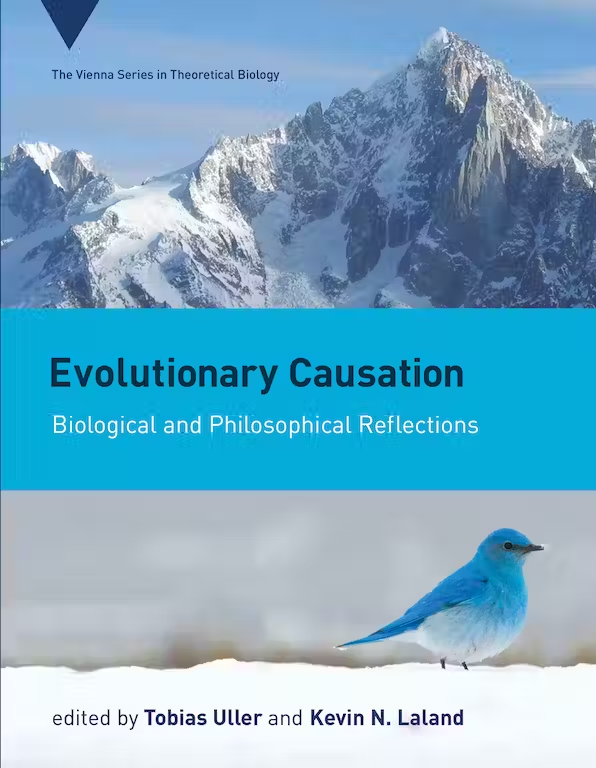 The Vienna Series in Theoretical Biology
Evolutionary Causation
Biological and Philosophical Reflections
edited by Tobias Uller and Kevin N. Laland